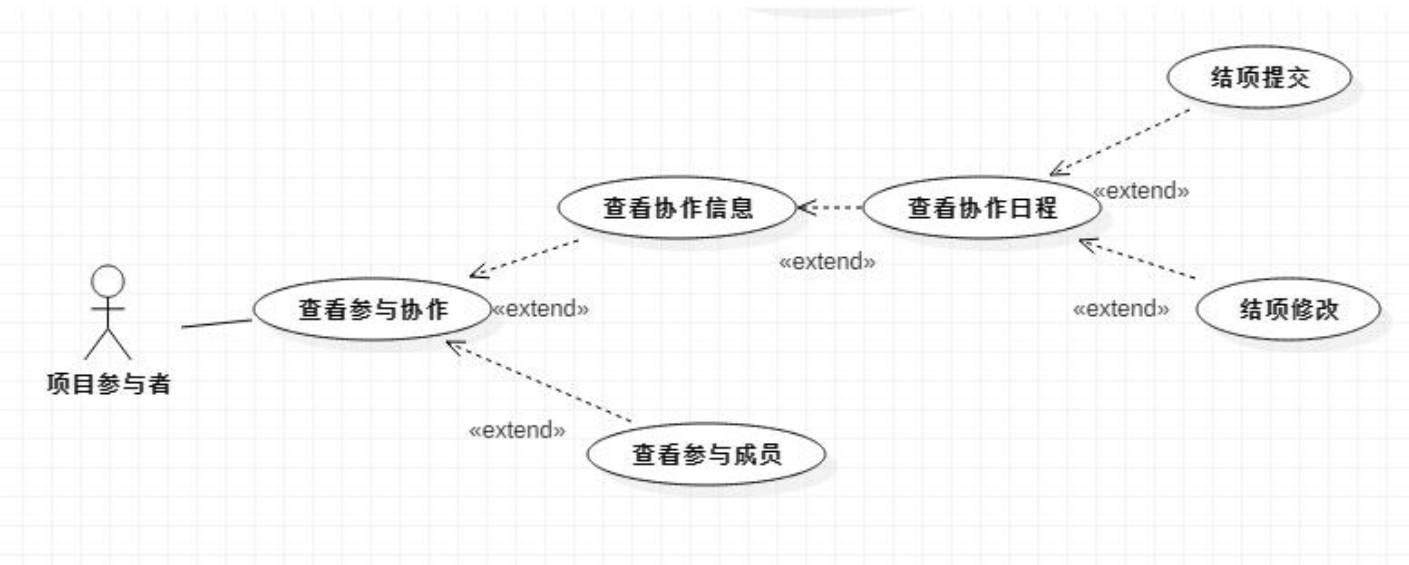 结项提交
«extend»
查看协作信息
查看协作日程
«extend»
查看参与协作
«extend»
«extend»
结项修改
项目参与者
«extend»
查看参与成员